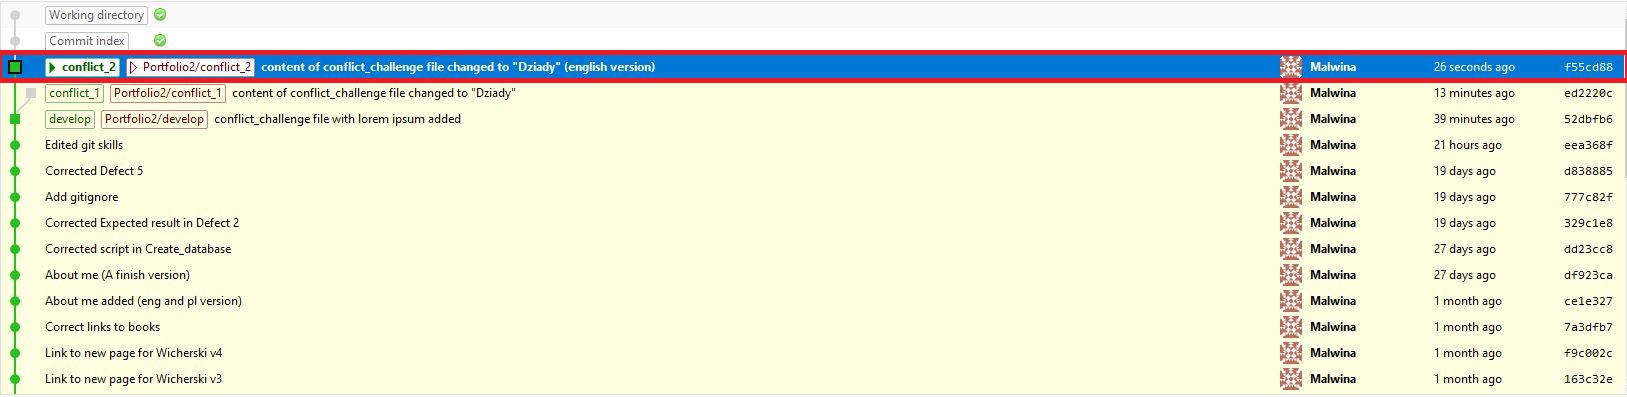 Working directory
Commit index
conflict_2 Portfolio2/conflict_2 content of conflict_challenge file changed to "Dziady" (english version) Malwina 26 seconds ago f55cd88
conflict_1 Portfolio2/conflict_1 content of conflict_challenge file changed to "Dziady" Malwina 13 minutes ago ed2220c
develop Portfolio2/develop conflict_challenge file with lorem ipsum added Malwina 39 minutes ago 52dbfb6
Edited git skills Malwina 21 hours ago eea368f
Corrected Defect 5 Malwina 19 days ago d838885
Add gitignore Malwina 19 days ago 777c82f
Corrected Expected result in Defect 2 Malwina 19 days ago 329c1e8
Corrected script in Create_database Malwina 27 days ago dd23cc8
About me (A finish version) Malwina 27 days ago df923ca
About me added (eng and pl version) Malwina 1 month ago ce1e327
Correct links to books Malwina 1 month ago 7a3dfb7
Link to new page for Wicherski v4 Malwina 1 month ago f9c002c
Link to new page for Wicherski v3 Malwina 1 month ago 163c32e